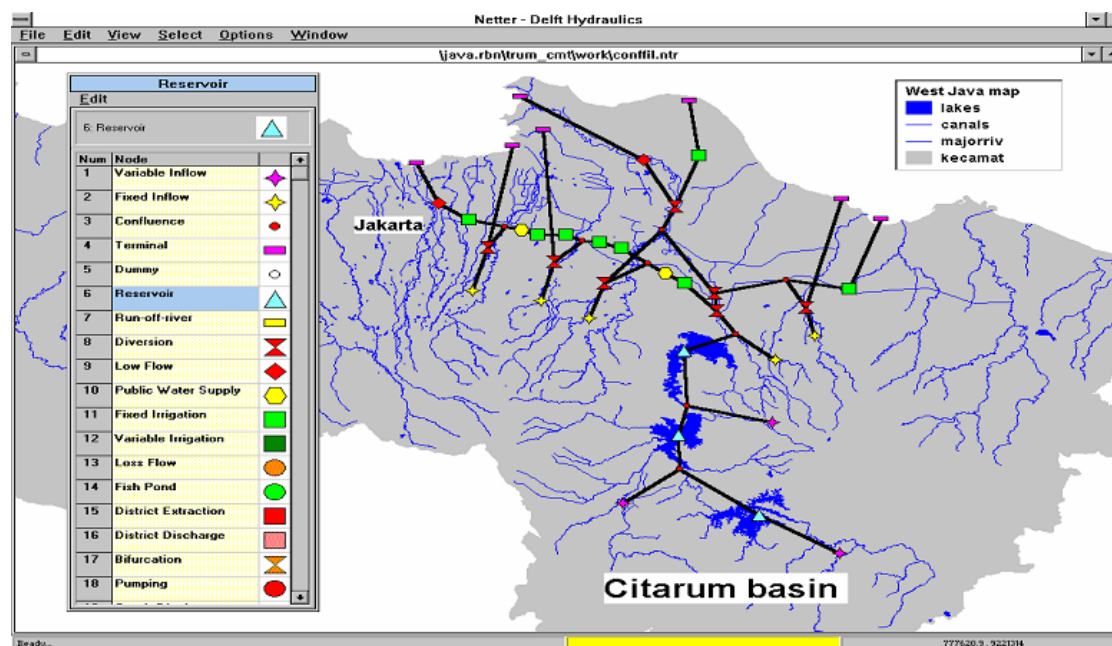 Netter - Delft Hydraulics
File Edit View Select Options Window
\java.rbn\trum_cmt\work\conffil.ntr
Reservoir
Edit
6: Reservoir
Num Node
1 Variable Inflow
2 Fixed Inflow
3 Confluence
4 Terminal
5 Dummy
6 Reservoir
7 Run-off-river
8 Diversion
9 Low Flow
10 Public Water Supply
11 Fixed Irrigation
12 Variable Irrigation
13 Loss Flow
14 Fish Pond
15 District Extraction
16 District Discharge
17 Bifurcation
18 Pumping
West Java map
lakes
canals
majorriv
kecamat
Jakarta
Citarum basin
Ready..
777620.9 - 9221314